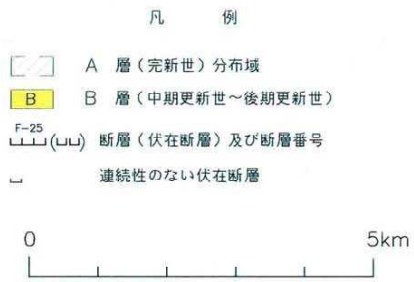 凡 例
A 層(完新世)分布域
B B 層(中期更新世〜後期更新世)
F-25
断層(伏在断層)及び断層番号
連続性のない伏在断層
0 5km